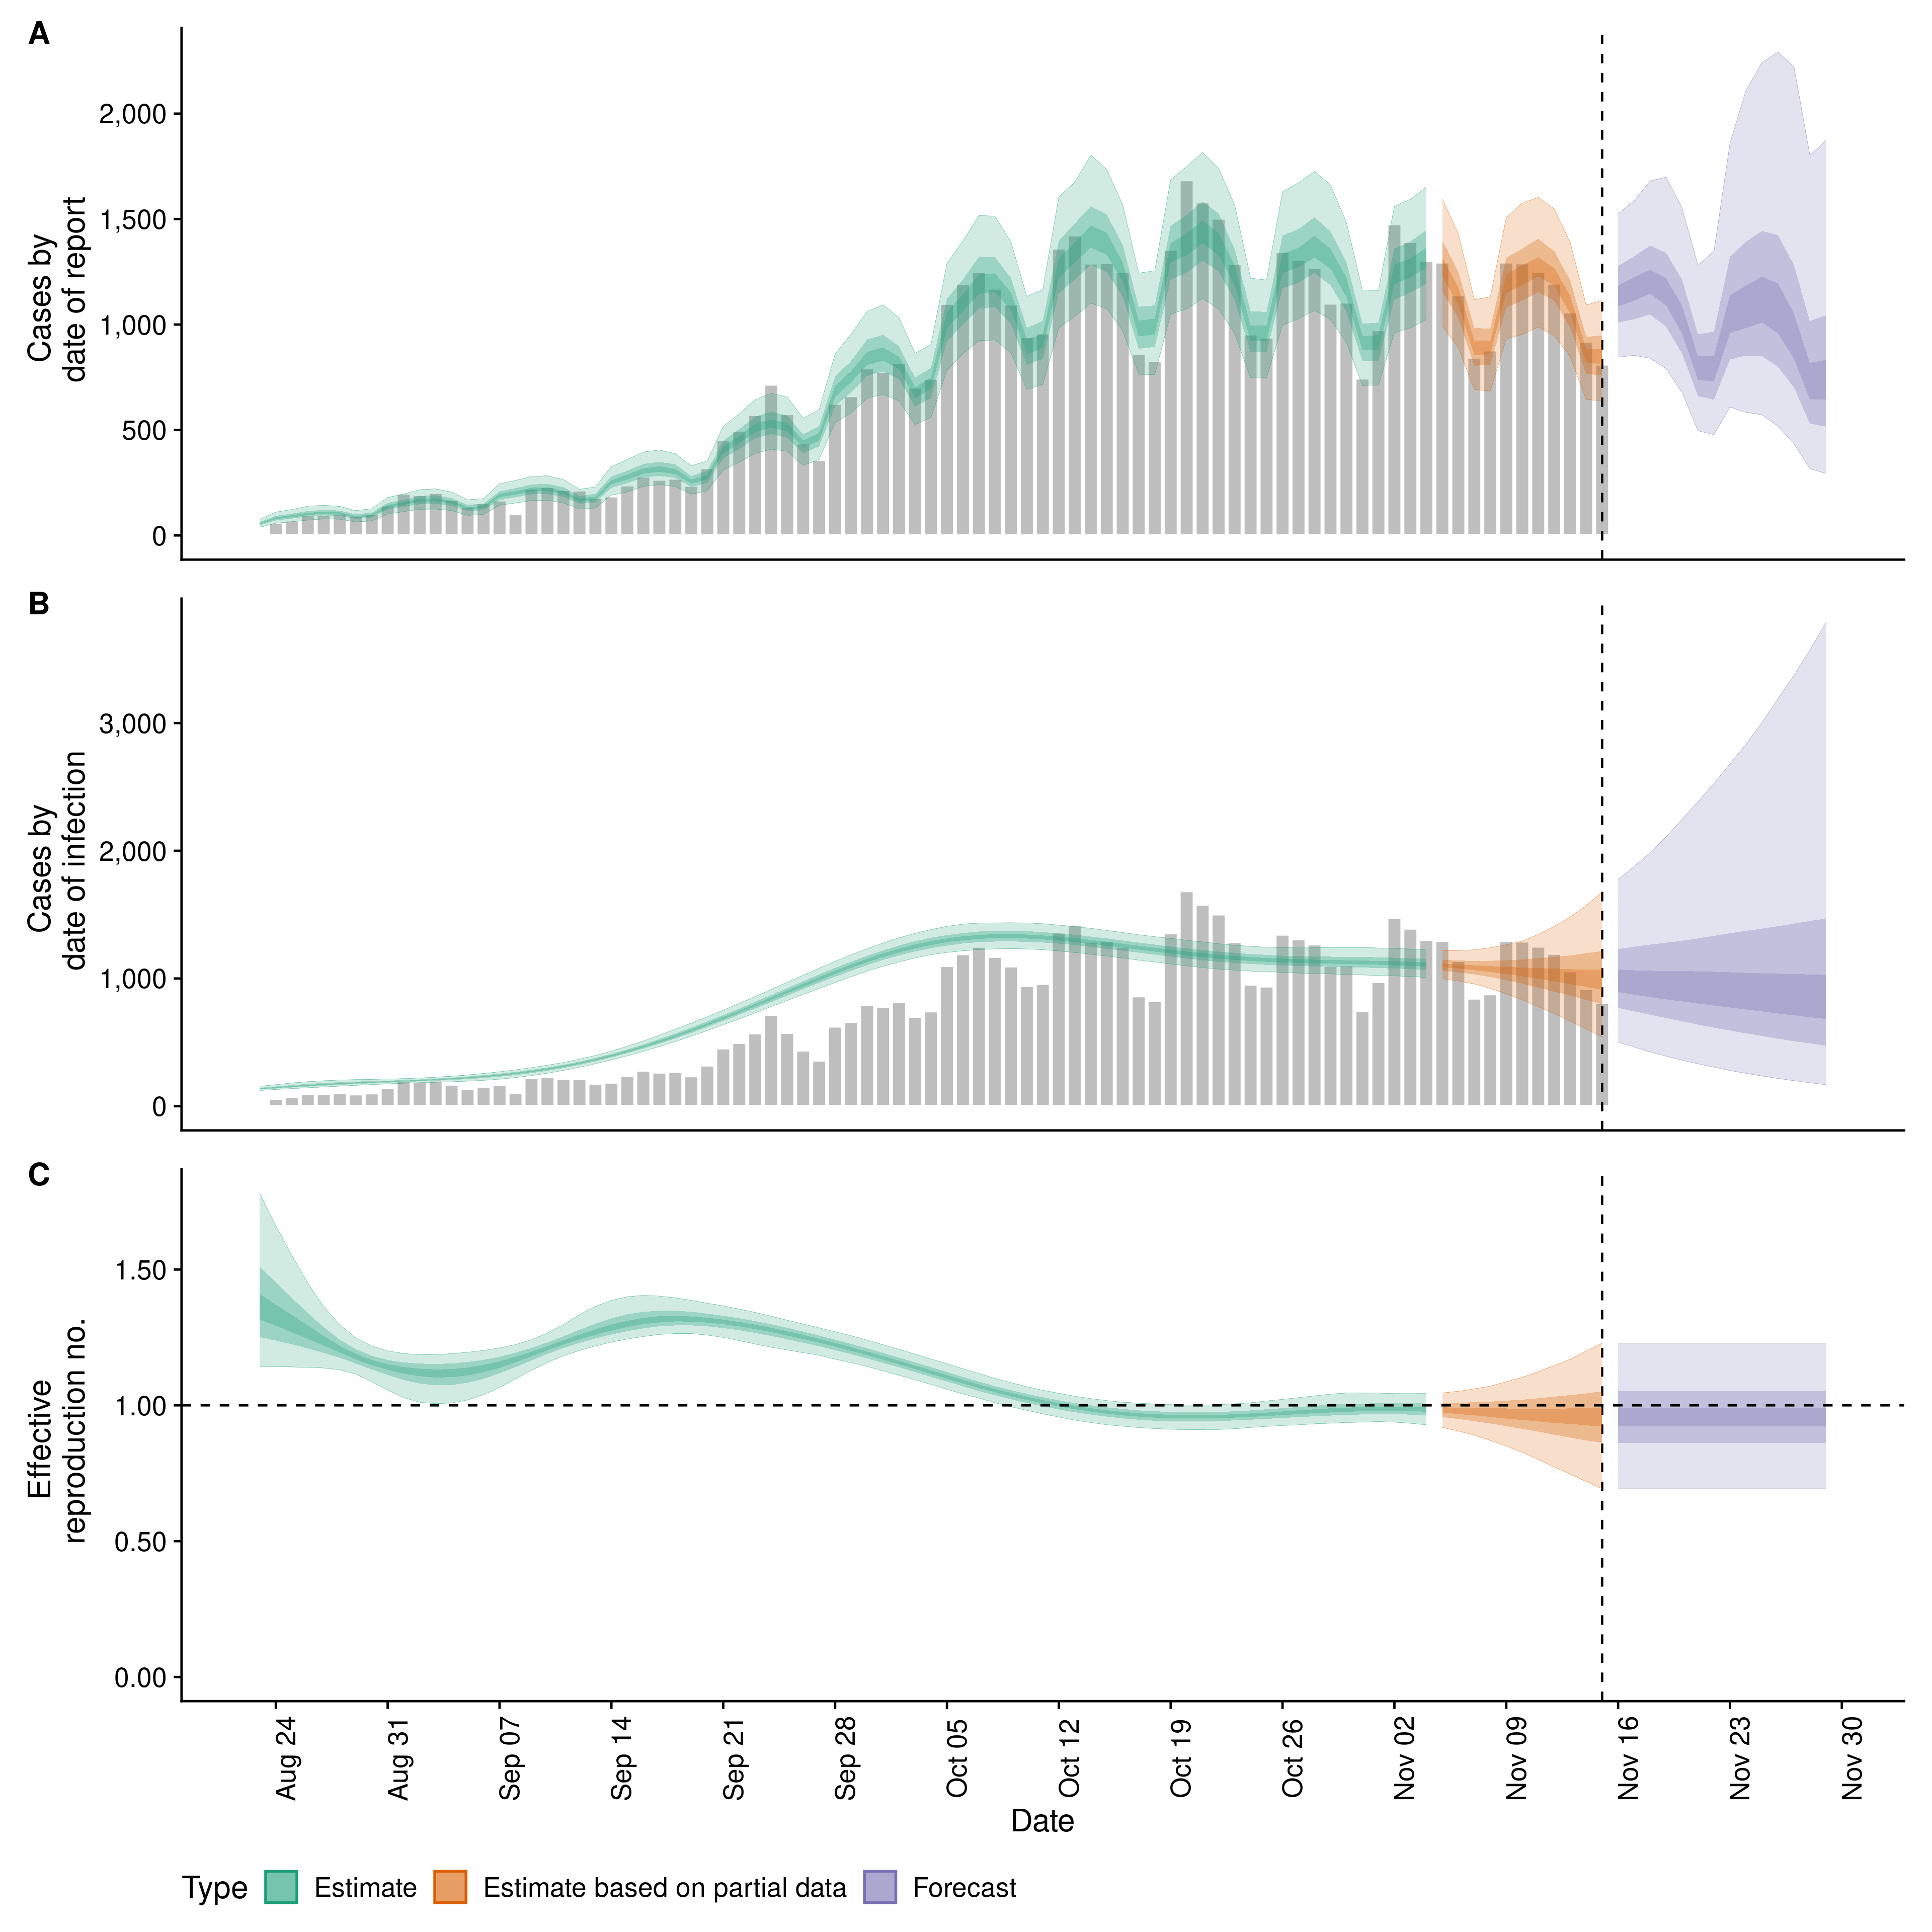 A
Cases by
date of report
2,000
1,500
1,000
500
0
B
Cases by
date of infection
3,000
2,000
1,000
0
C
Effective
reproduction no.
1.50
1.00
0.50
0.00
Aug 24
Aug 31
Sep 07
Sep 14
Sep 21
Sep 28
Oct 05
Oct 12
Oct 19
Oct 26
Nov 02
Nov 09
Nov 16
Nov 23
Nov 30
Date
Type Estimate Estimate based on partial data Forecast